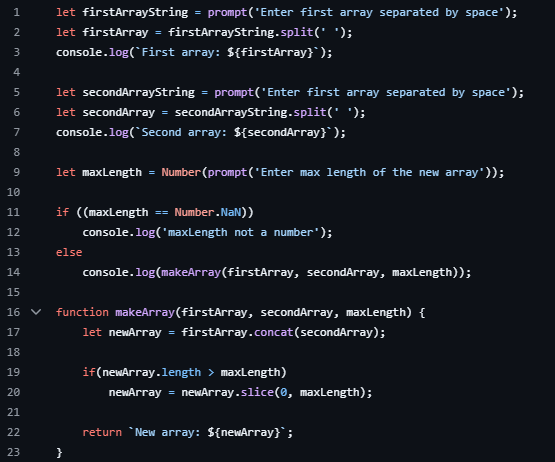 1 let firstArrayString = prompt('Enter first array separated by space');
2 let firstArray = firstArrayString.split(' ');
3 console.log(`First array: ${firstArray}`);
4
5 let secondArrayString = prompt('Enter first array separated by space');
6 let secondArray = secondArrayString.split(' ');
7 console.log(`Second array: ${secondArray}`);
8
9 let maxLength = Number(prompt('Enter max length of the new array'));
10
11 if ((maxLength == Number.NaN))
12     console.log('maxLength not a number');
13 else
14     console.log(makeArray(firstArray, secondArray, maxLength));
15
16 function makeArray(firstArray, secondArray, maxLength) {
17     let newArray = firstArray.concat(secondArray);
18
19     if(newArray.length > maxLength)
20         newArray = newArray.slice(0, maxLength);
21
22     return `New array: ${newArray}`;
23 }